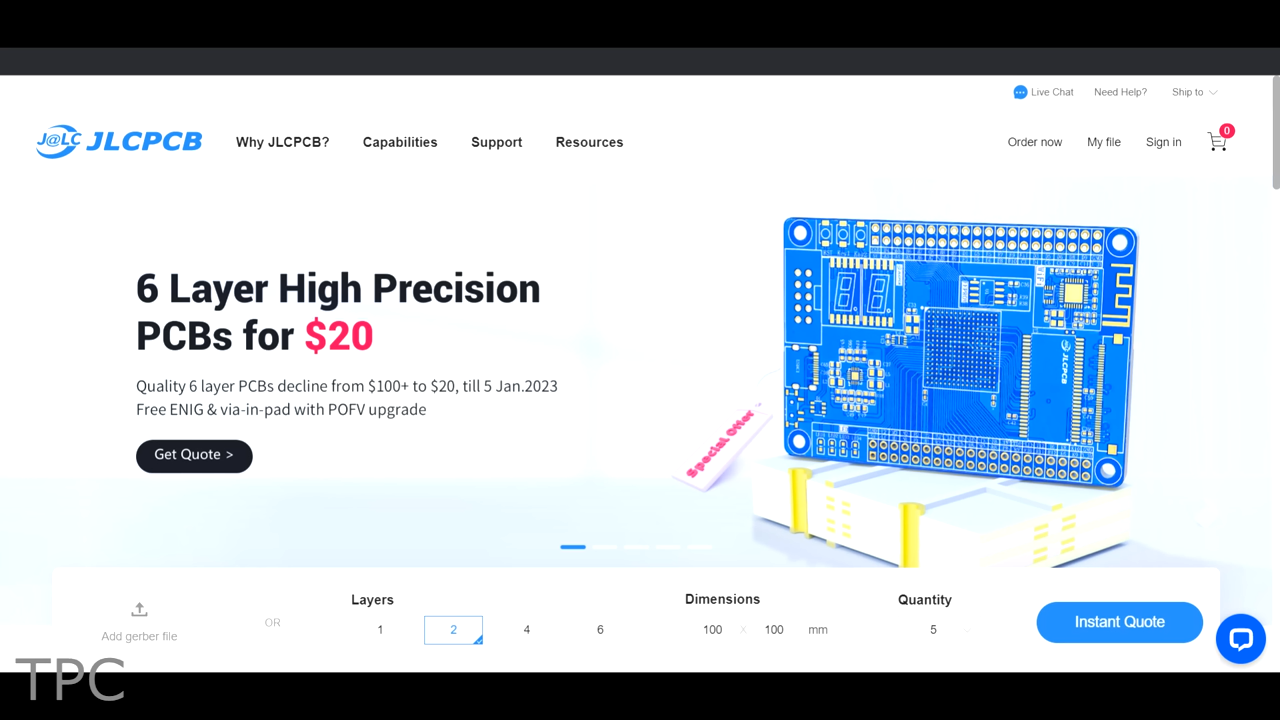 Live Chat
Need Help?
Ship to
J@LC JLCPCB
Why JLCPCB?
Capabilities
Support
Resources
Order now
My file
Sign in
0
6 Layer High Precision
PCBs for $20
Quality 6 layer PCBs decline from $100+ to $20, till 5 Jan.2023
Free ENIG & via-in-pad with POFV upgrade
Get Quote >
Special Offer
JLCPCB
Add gerber file
OR
Layers
1
2
4
6
Dimensions
100 X 100 mm
Quantity
5
Instant Quote
TPC